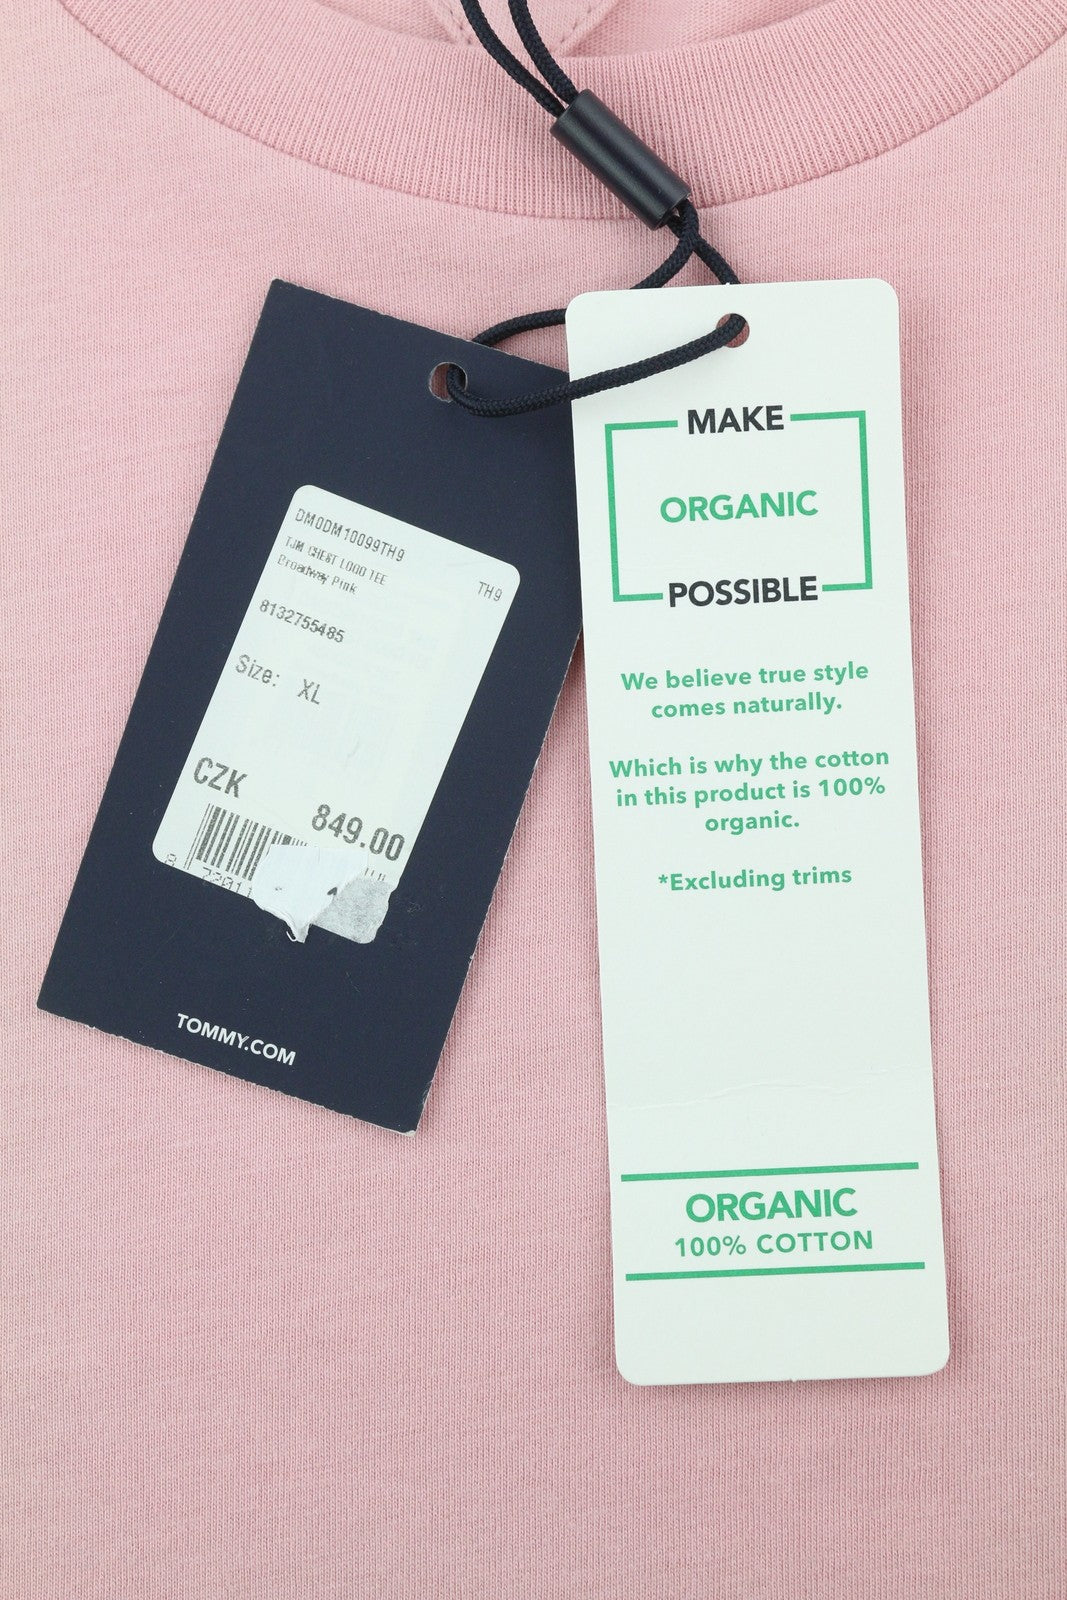 DM0DM10099TH9
TJM CHEST LOGO TEE
Broadway Pink
TH9
8132755485
Size: XL
CZK
849.00
8
TOMMY.COM
MAKE
ORGANIC
POSSIBLE
We believe true style
comes naturally.
Which is why the cotton
in this product is 100%
organic.
*Excluding trims
ORGANIC
100% COTTON